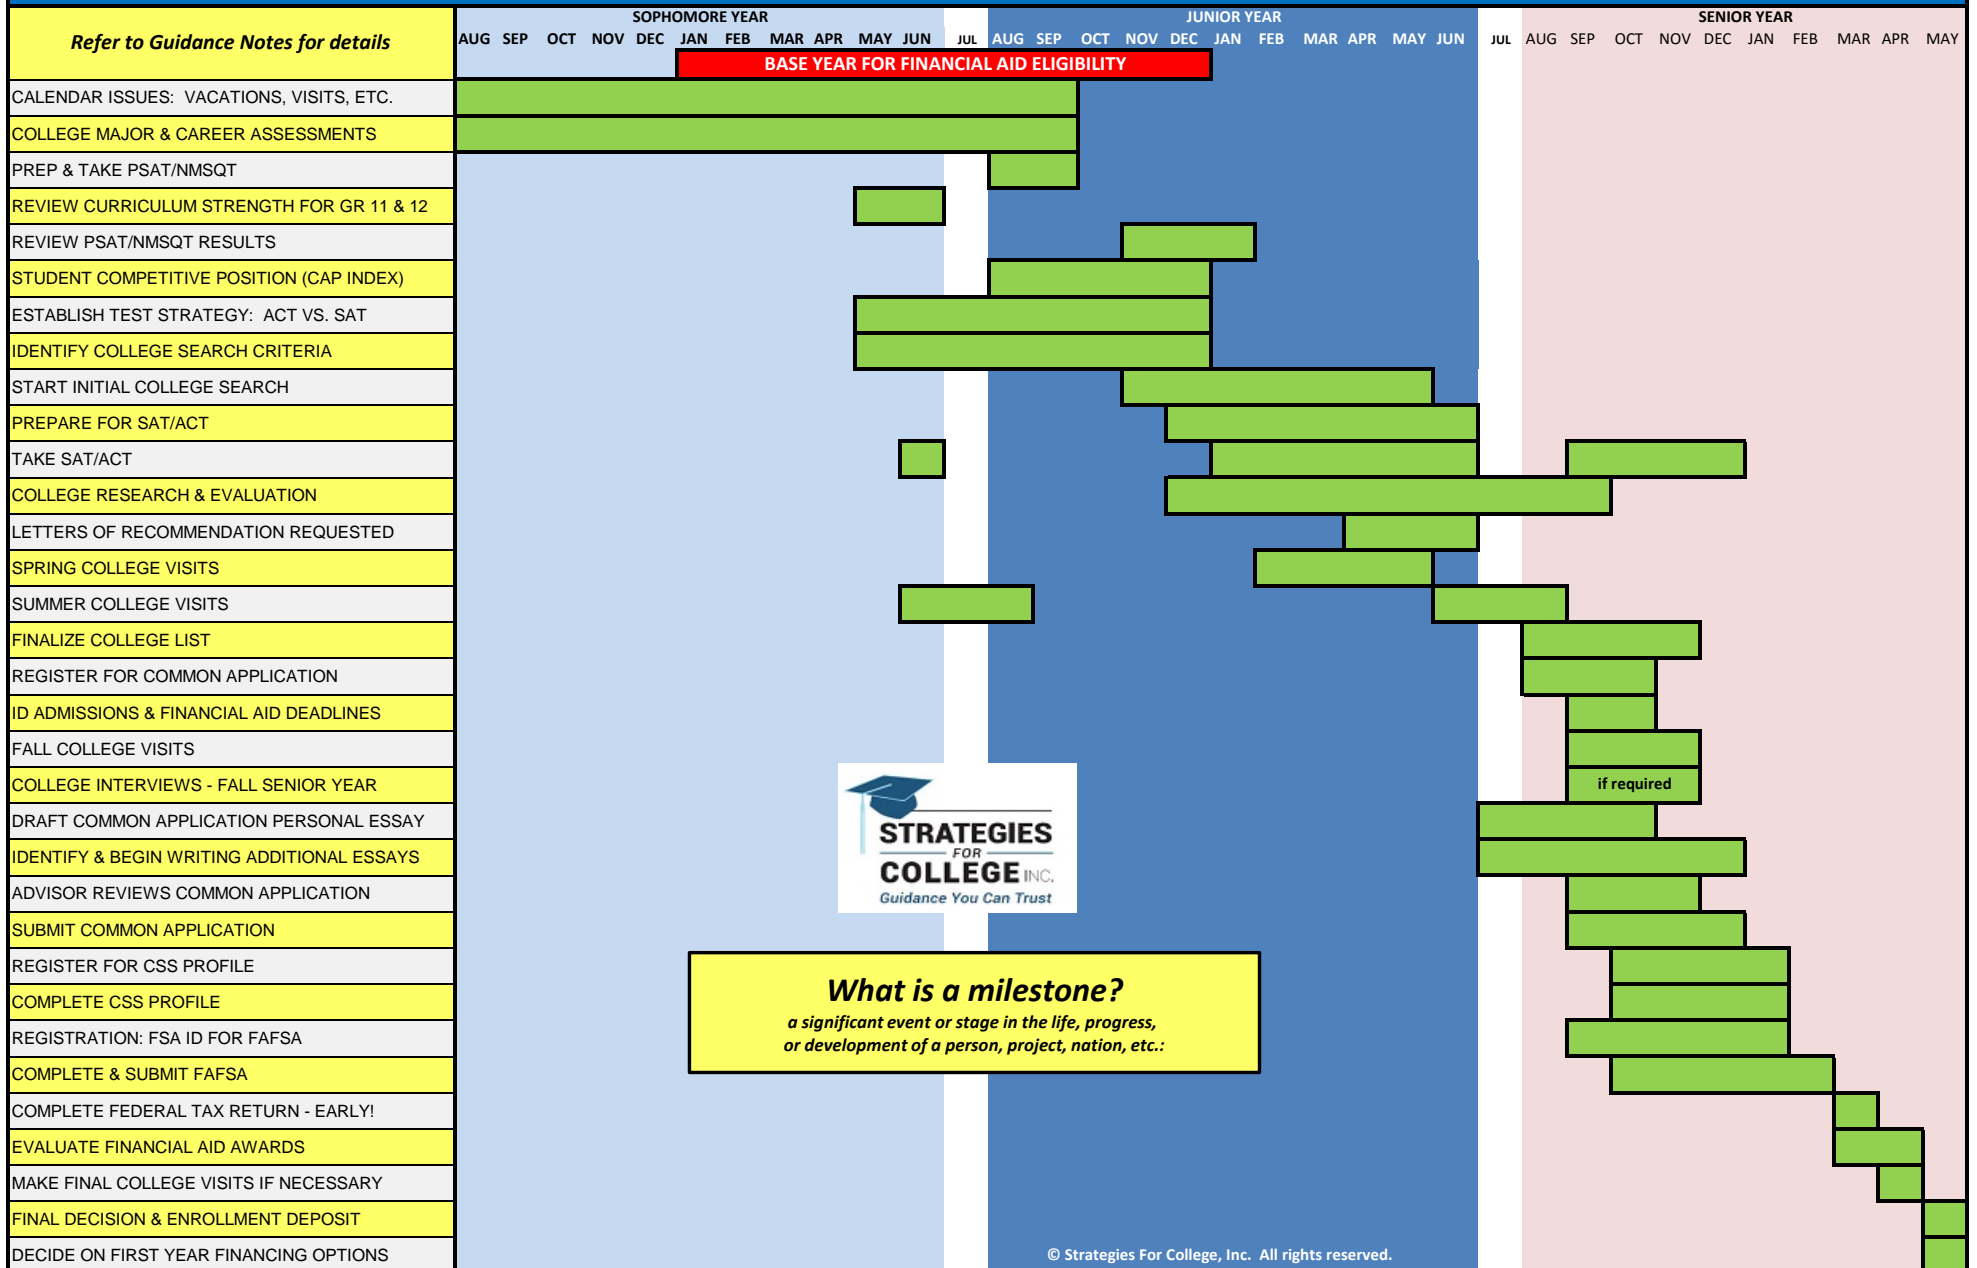 SOPHOMORE YEAR JUNIOR YEAR SENIOR YEAR
Refer to Guidance Notes for details
AUG SEP OCT NOV DEC JAN FEB MAR APR MAY JUN JUL AUG SEP OCT NOV DEC JAN FEB MAR APR MAY JUN JUL AUG SEP OCT NOV DEC JAN FEB MAR APR MAY
BASE YEAR FOR FINANCIAL AID ELIGIBILITY
CALENDAR ISSUES: VACATIONS, VISITS, ETC.
COLLEGE MAJOR & CAREER ASSESSMENTS
PREP & TAKE PSAT/NMSQT
REVIEW CURRICULUM STRENGTH FOR GR 11 & 12
REVIEW PSAT/NMSQT RESULTS
STUDENT COMPETITIVE POSITION (CAP INDEX)
ESTABLISH TEST STRATEGY: ACT VS. SAT
IDENTIFY COLLEGE SEARCH CRITERIA
START INITIAL COLLEGE SEARCH
PREPARE FOR SAT/ACT
TAKE SAT/ACT
COLLEGE RESEARCH & EVALUATION
LETTERS OF RECOMMENDATION REQUESTED
SPRING COLLEGE VISITS
SUMMER COLLEGE VISITS
FINALIZE COLLEGE LIST
REGISTER FOR COMMON APPLICATION
ID ADMISSIONS & FINANCIAL AID DEADLINES
FALL COLLEGE VISITS
COLLEGE INTERVIEWS - FALL SENIOR YEAR
if required
DRAFT COMMON APPLICATION PERSONAL ESSAY
IDENTIFY & BEGIN WRITING ADDITIONAL ESSAYS
ADVISOR REVIEWS COMMON APPLICATION
SUBMIT COMMON APPLICATION
REGISTER FOR CSS PROFILE
COMPLETE CSS PROFILE
REGISTRATION: FSA ID FOR FAFSA
COMPLETE & SUBMIT FAFSA
COMPLETE FEDERAL TAX RETURN - EARLY!
EVALUATE FINANCIAL AID AWARDS
MAKE FINAL COLLEGE VISITS IF NECESSARY
FINAL DECISION & ENROLLMENT DEPOSIT
DECIDE ON FIRST YEAR FINANCING OPTIONS
STRATEGIES
FOR
COLLEGE INC.
Guidance You Can Trust
What is a milestone?
a significant event or stage in the life, progress,
or development of a person, project, nation, etc.:
© Strategies For College, Inc. All rights reserved.